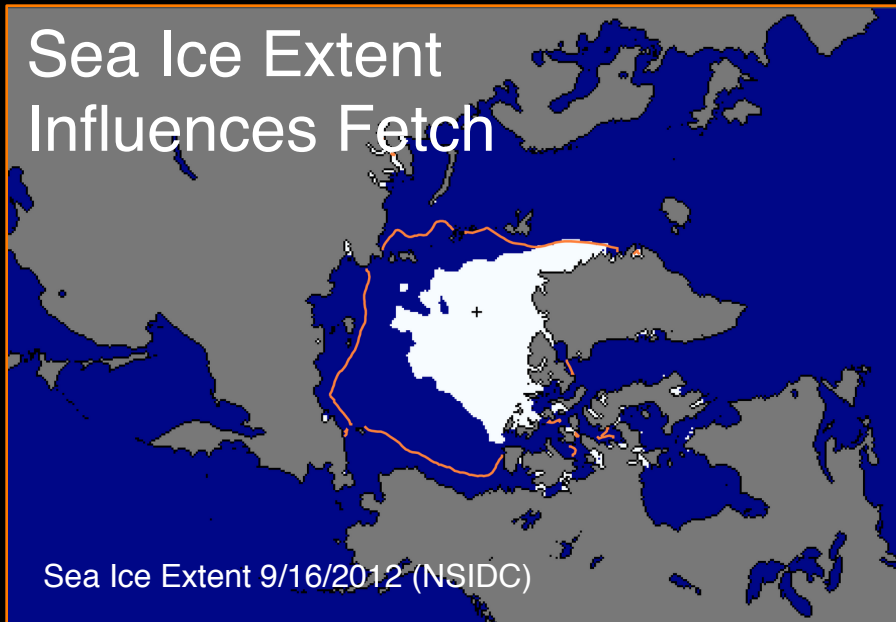 Sea Ice Extent
Influences Fetch
Sea Ice Extent 9/16/2012 (NSIDC)